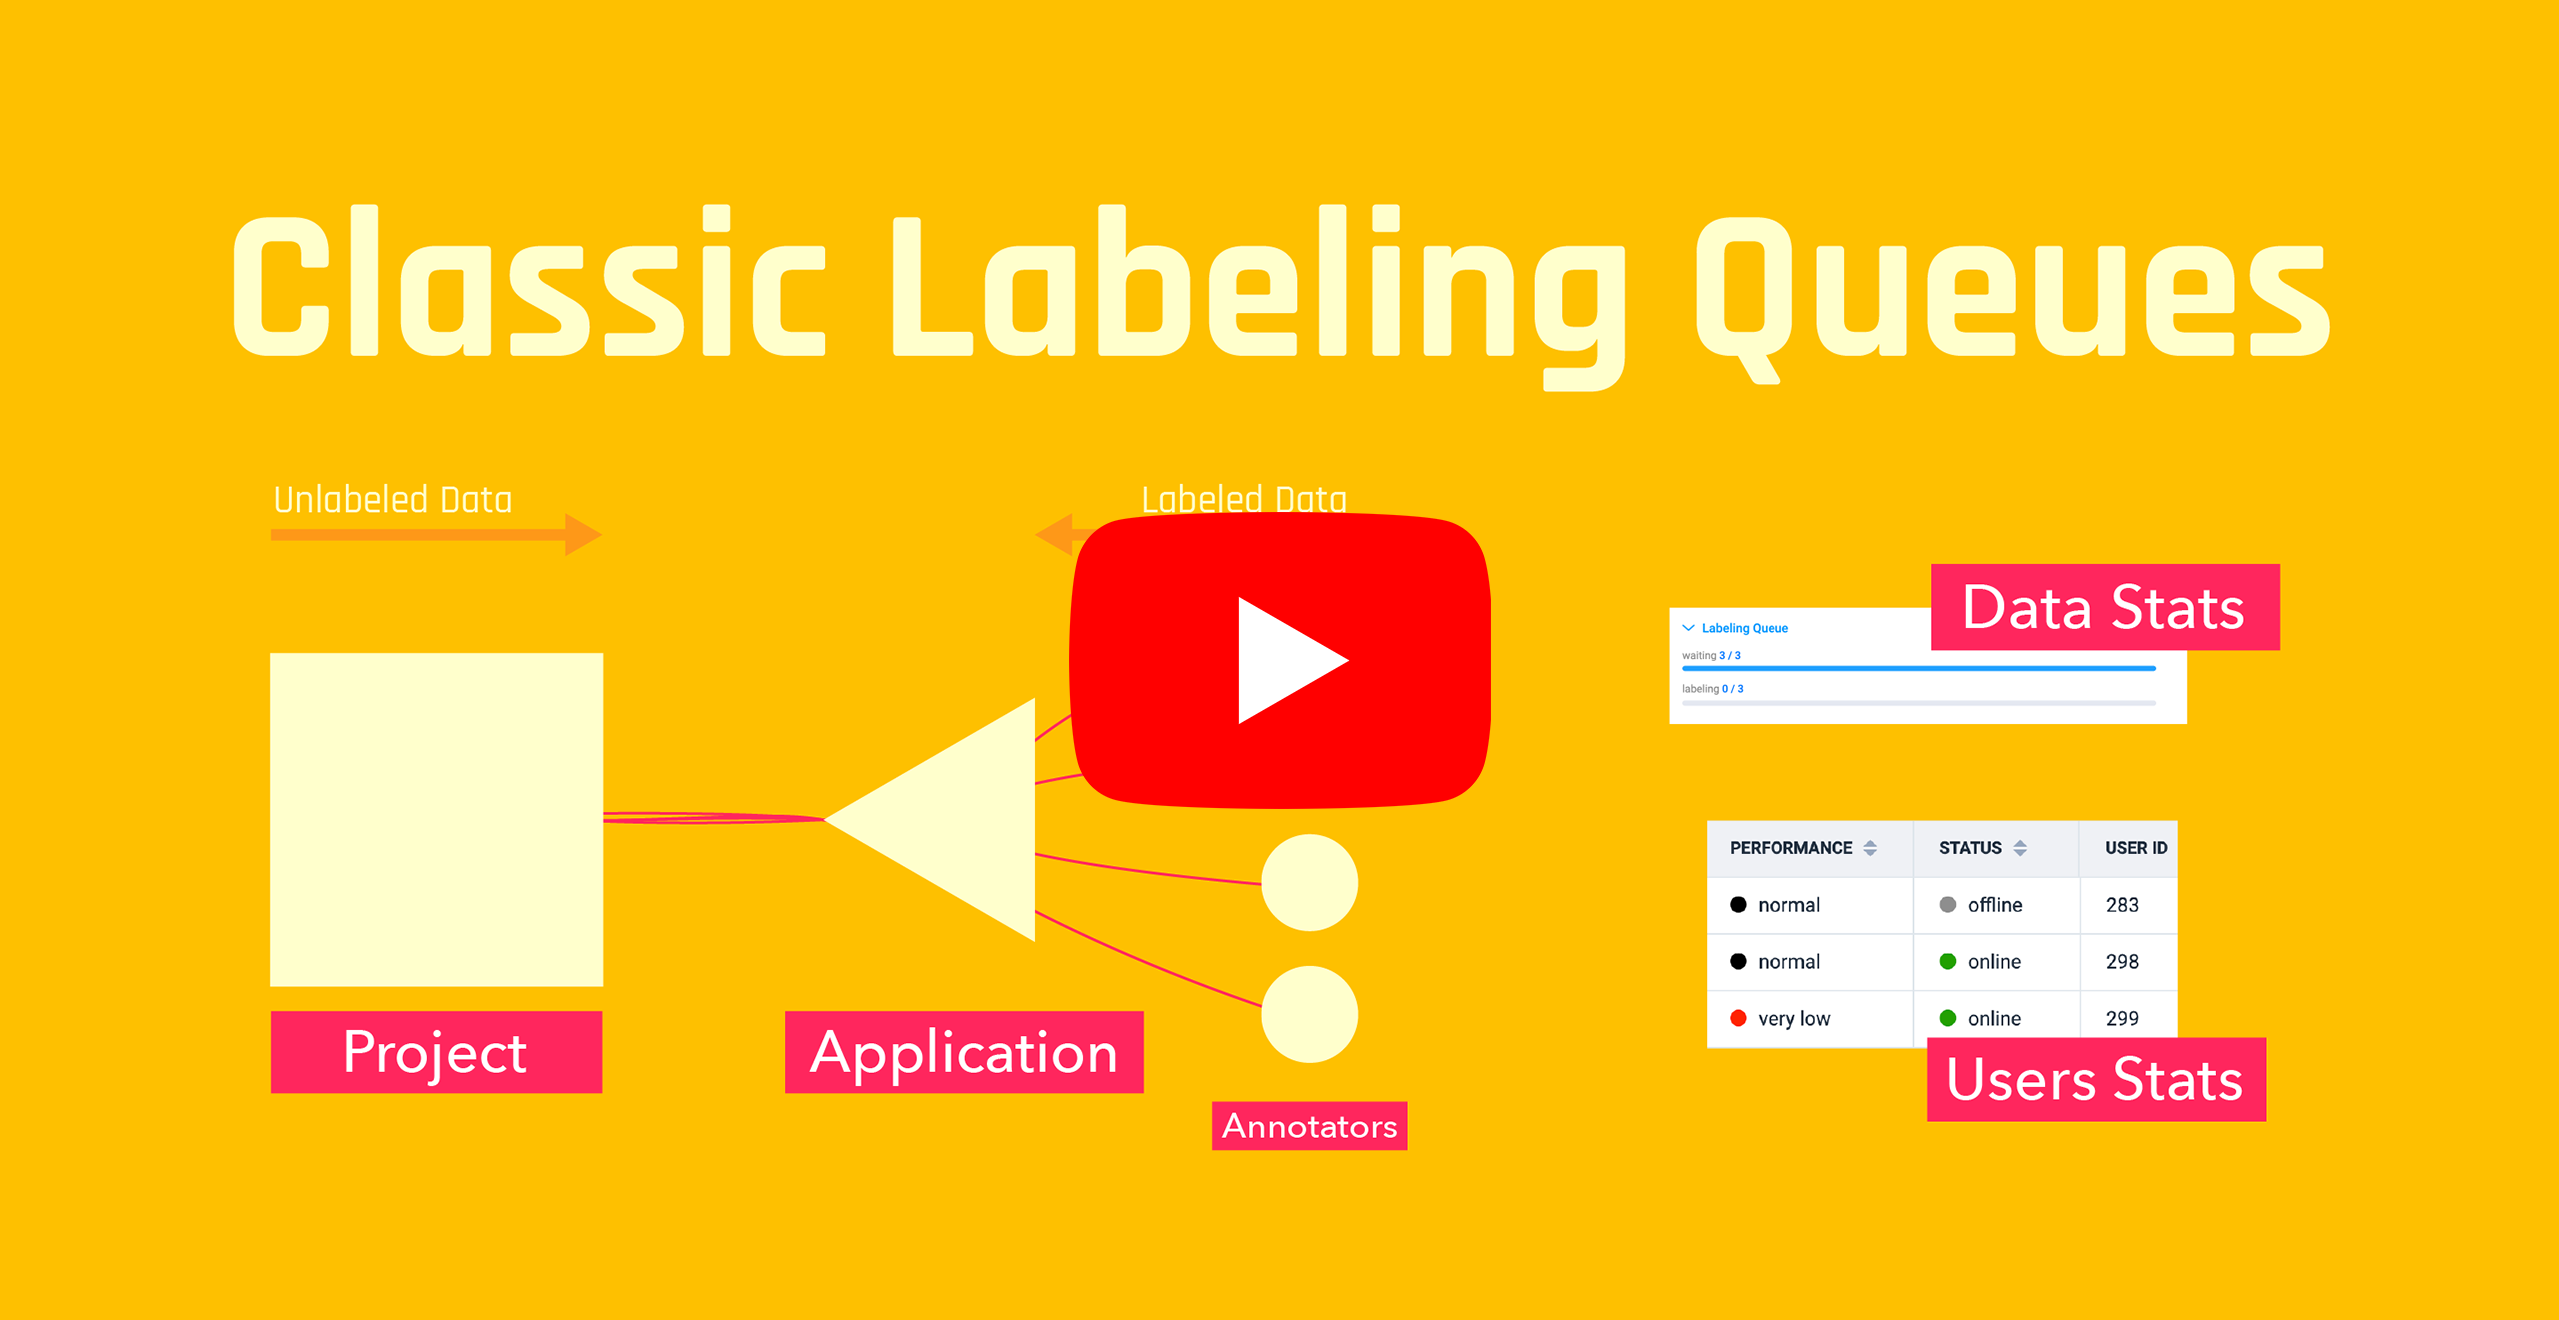 Classic Labeling Queues
Unlabeled Data
Labeled Data
Data Stats
Labeling Queue
waiting 3 / 3
labeling 0 / 3
PERFORMANCE STATUS USER ID
normal offline 283
normal online 298
very low online 299
Users Stats
Project
Application
Annotators